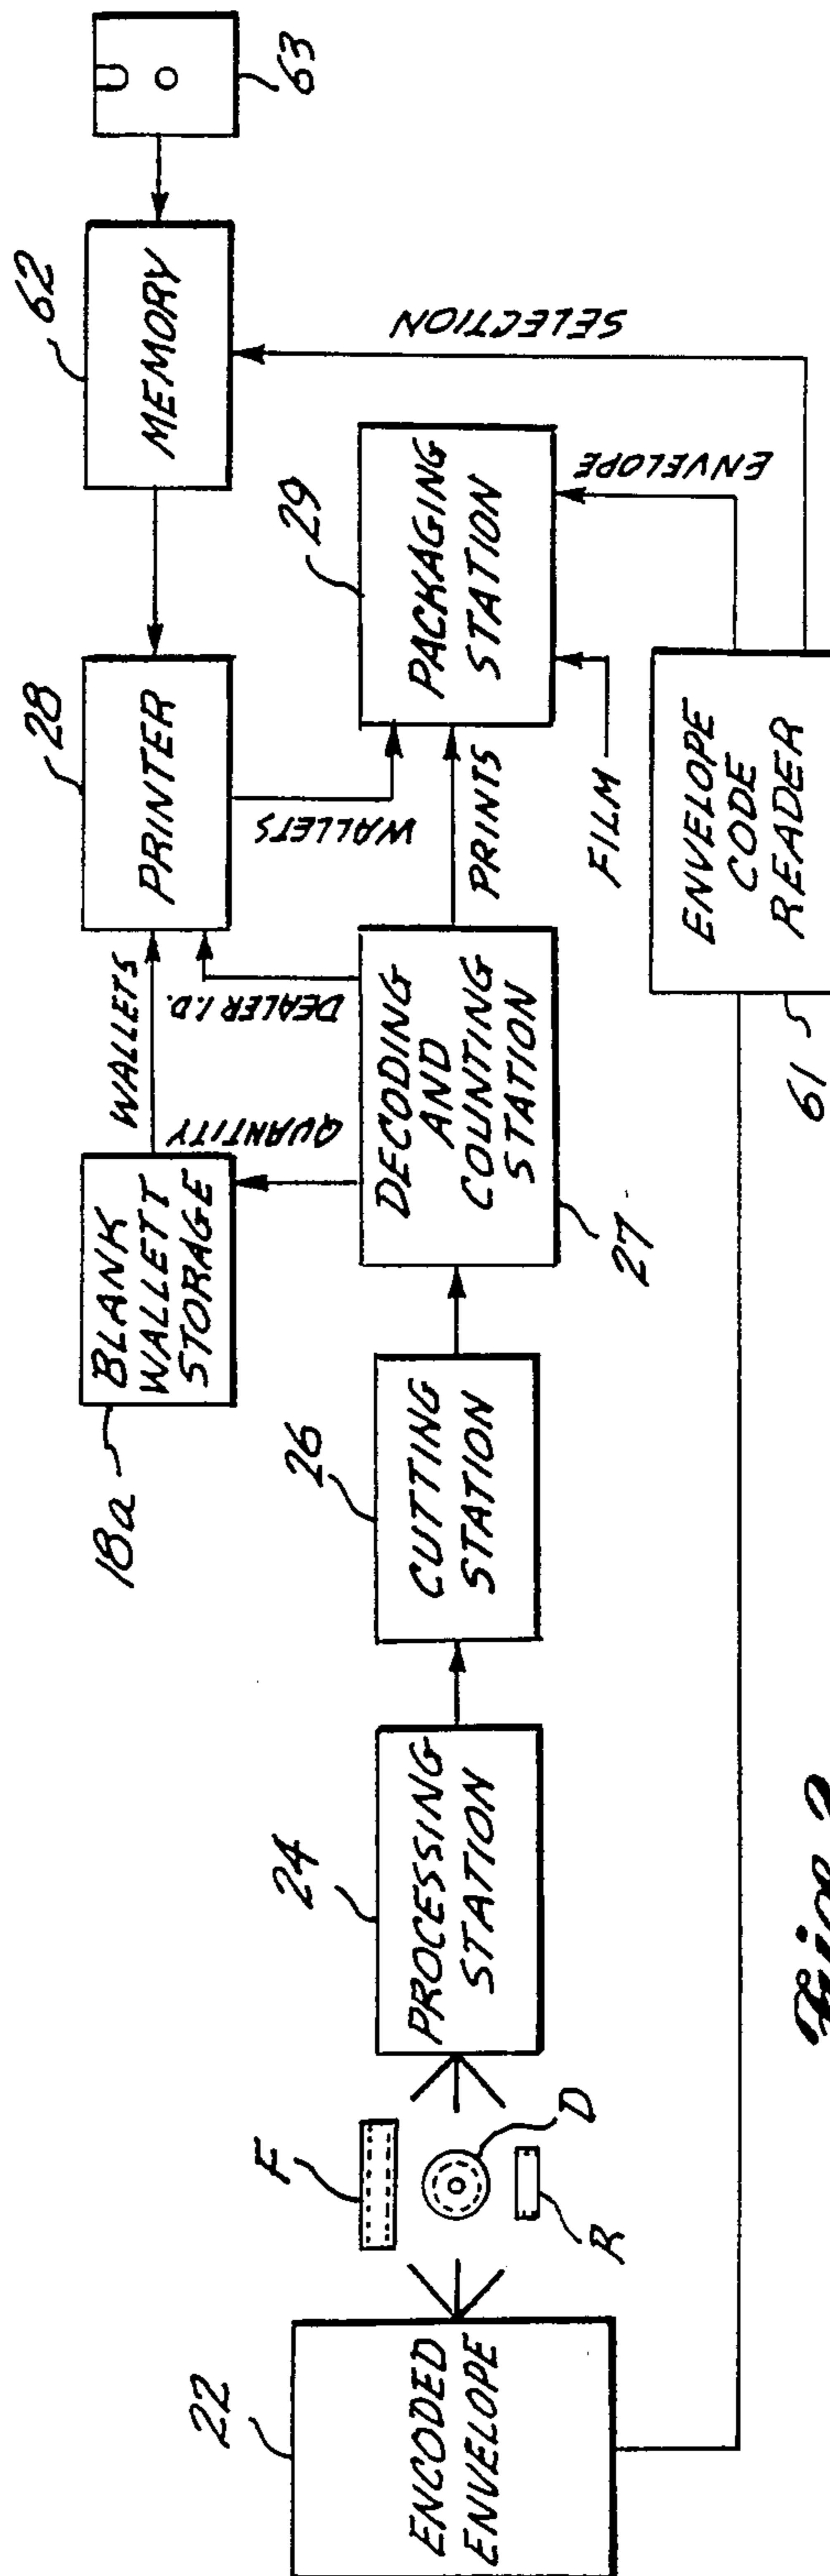 22
ENCODED
ENVELOPE
F
D
R
24
PROCESSING
STATION
26
CUTTING
STATION
18a
BLANK
WALLETT
STORAGE
QUANTITY
WALLETS
DEALER I.D.
27
DECODING
AND
COUNTING
STATION
28
PRINTER
WALLETS
PRINTS
FILM
29
PACKAGING
STATION
ENVELOPE
62
MEMORY
SELECTION
63
61
ENVELOPE
CODE
READER